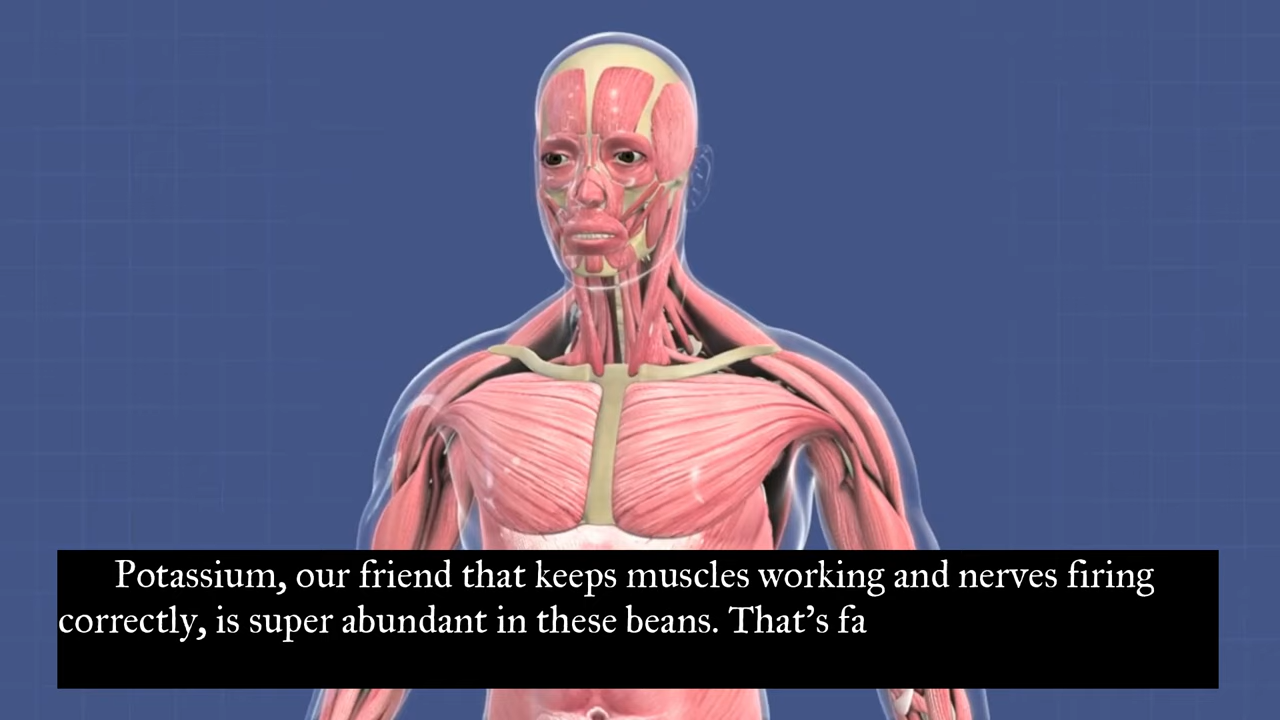 Potassium, our friend that keeps muscles working and nerves firing
correctly, is super abundant in these beans. That’s fa